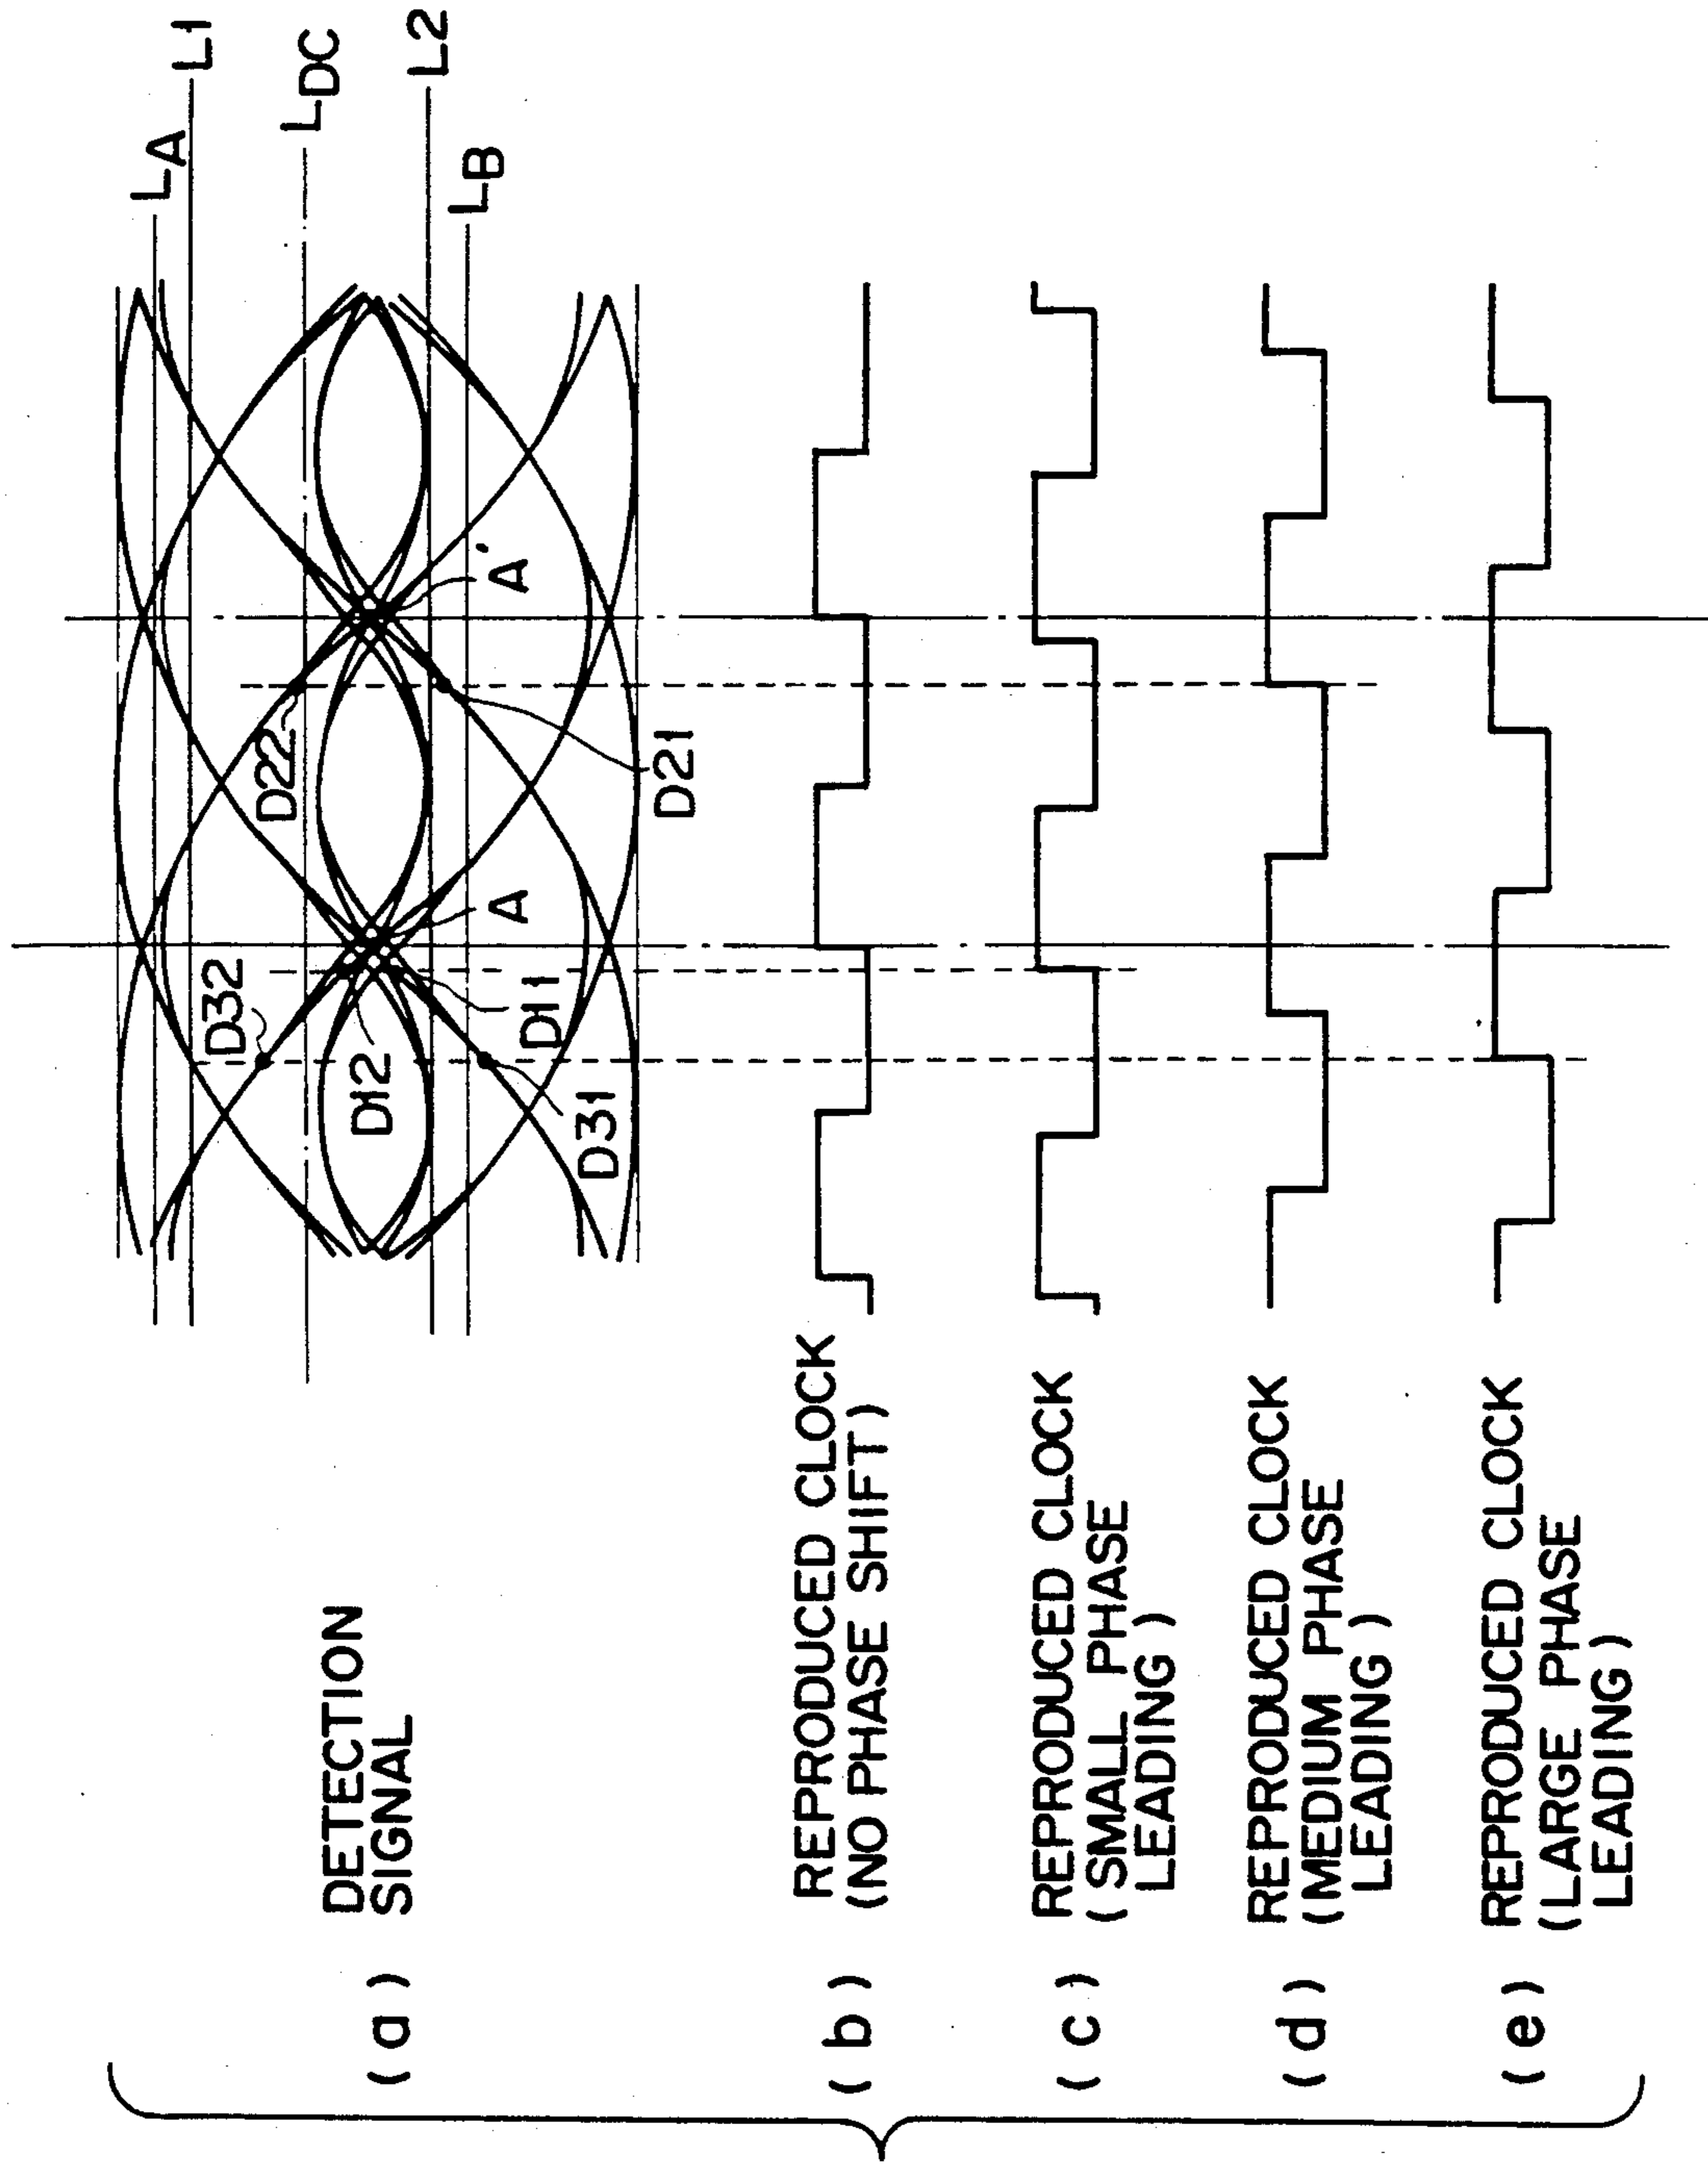 LA
L1
LDC
L2
LB
D32
D22
A
A'
D12
D11
D31
D21
(a) DETECTION
SIGNAL
(b) REPRODUCED CLOCK
(NO PHASE SHIFT)
(c) REPRODUCED CLOCK
(SMALL PHASE
LEADING)
(d) REPRODUCED CLOCK
(MEDIUM PHASE
LEADING)
(e) REPRODUCED CLOCK
(LARGE PHASE
LEADING)